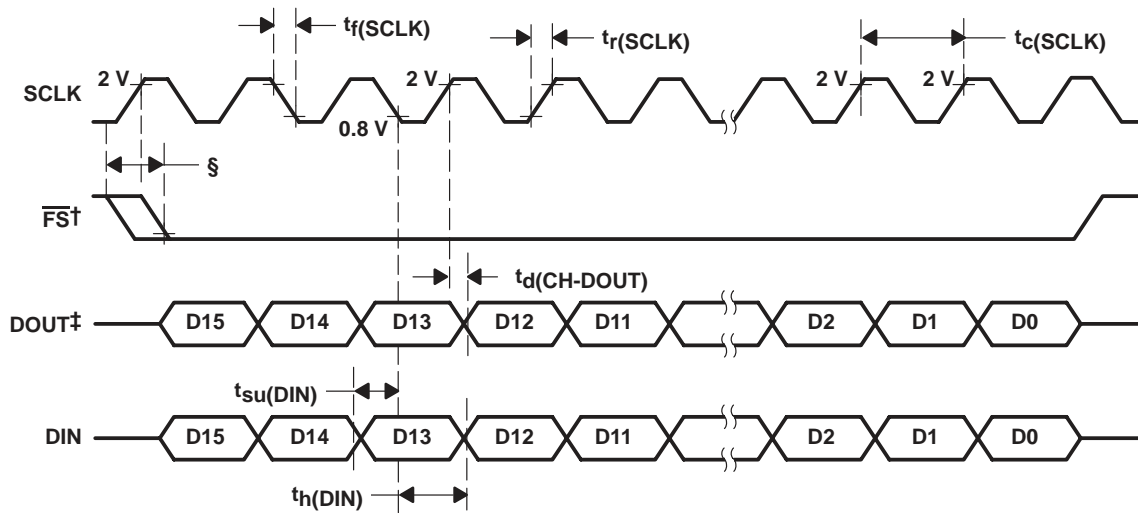 tf(SCLK)
tr(SCLK)
tc(SCLK)
SCLK
2 V
0.8 V
2 V
2 V
2 V
§
FS†
td(CH-DOUT)
DOUT‡
D15 D14 D13 D12 D11 D2 D1 D0
tsu(DIN)
DIN
D15 D14 D13 D12 D11 D2 D1 D0
th(DIN)